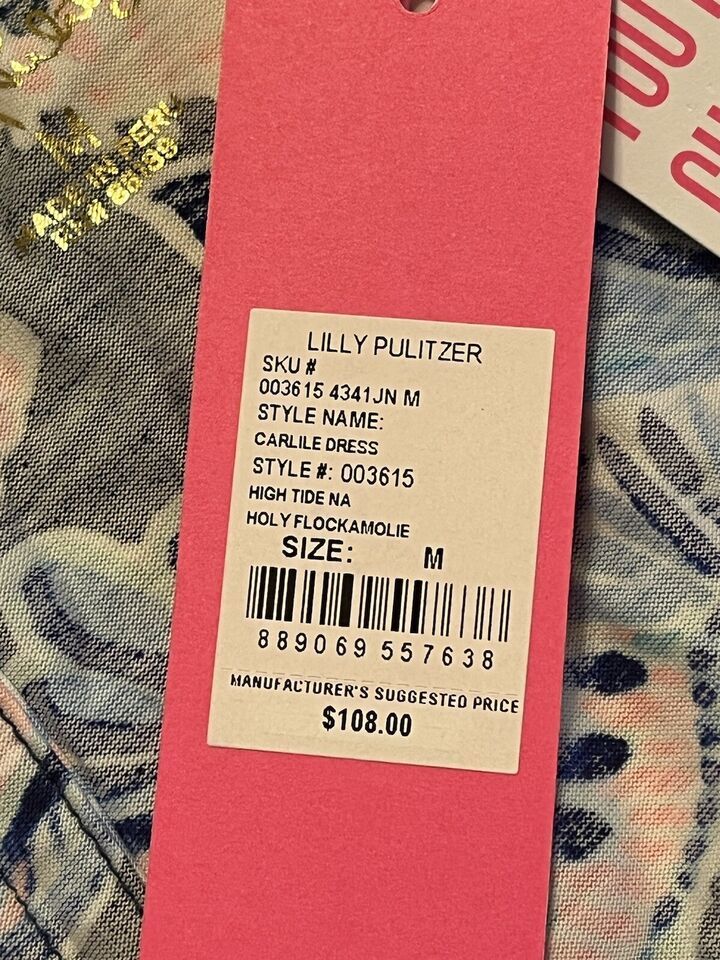 M
MADE IN PERU
LILLY PULITZER
SKU #
003615 4341JN M
STYLE NAME:
CARLILE DRESS
STYLE #: 003615
HIGH TIDE NA
HOLY FLOCKAMOLIE
SIZE: M
889069 557638
MANUFACTURER'S SUGGESTED PRICE
$108.00